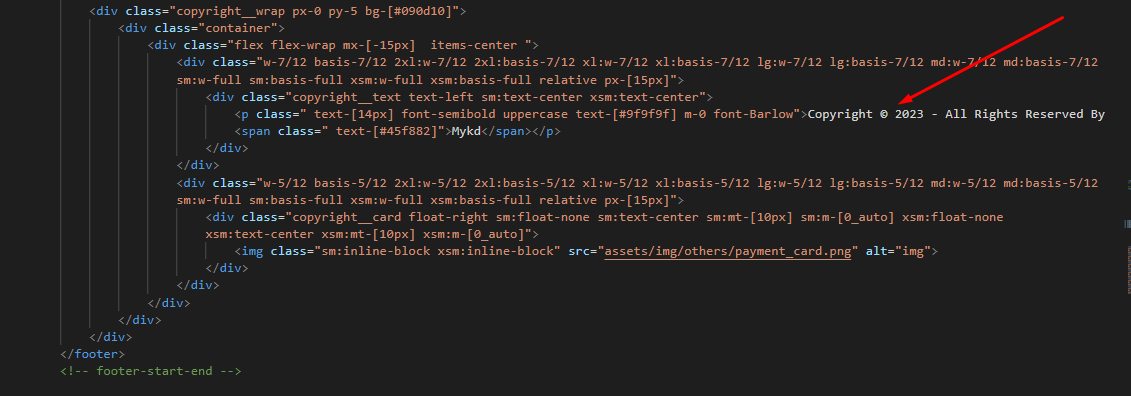 <div class="copyright__wrap px-0 py-5 bg-[#090d10]">
<div class="container">
<div class="flex flex-wrap mx-[-15px]  items-center ">
<div class="w-7/12 basis-7/12 2xl:w-7/12 2xl:basis-7/12 xl:w-7/12 xl:basis-7/12 lg:w-7/12 lg:basis-7/12 md:w-7/12 md:basis-7/12
sm:w-full sm:basis-full xsm:w-full xsm:basis-full relative px-[15px]">
<div class="copyright__text text-left sm:text-center xsm:text-center">
<p class=" text-[14px] font-semibold uppercase text-[#9f9f9f] m-0 font-Barlow">Copyright © 2023 - All Rights Reserved By
<span class=" text-[#45f882]">Mykd</span></p>
</div>
</div>
<div class="w-5/12 basis-5/12 2xl:w-5/12 2xl:basis-5/12 xl:w-5/12 xl:basis-5/12 lg:w-5/12 lg:basis-5/12 md:w-5/12 md:basis-5/12
sm:w-full sm:basis-full xsm:w-full xsm:basis-full relative px-[15px]">
<div class="copyright__card float-right sm:float-none sm:text-center sm:mt-[10px] sm:m-[0_auto] xsm:float-none
xsm:text-center xsm:mt-[10px] xsm:m-[0_auto]">
<img class="sm:inline-block xsm:inline-block" src="assets/img/others/payment_card.png" alt="img">
</div>
</div>
</div>
</div>
</div>
</footer>
<!-- footer-start-end -->